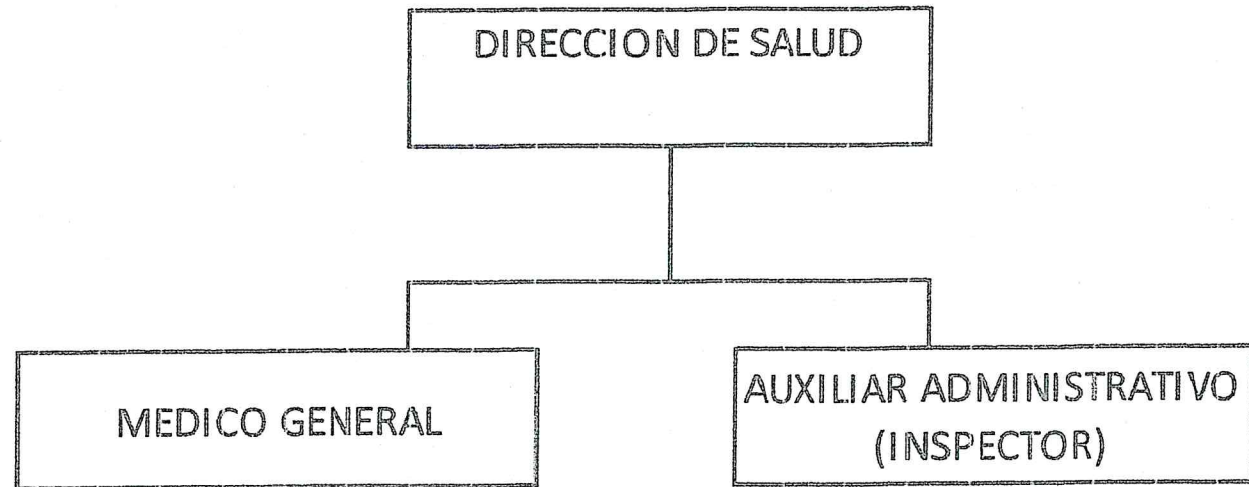 DIRECCION DE SALUD
MEDICO GENERAL
AUXILIAR ADMINISTRATIVO
(INSPECTOR)